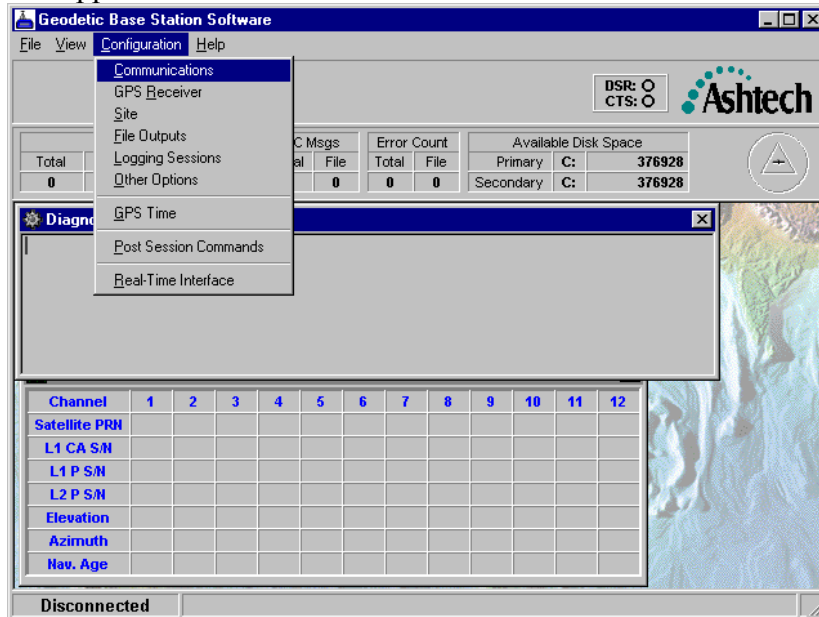 Geodetic Base Station Software
File View Configuration Help
Communications
GPS Receiver
Site
File Outputs
Logging Sessions
Other Options
GPS Time
Post Session Commands
Real-Time Interface
DSR:
CTS:
Ashtech
C Msgs Error Count Available Disk Space
Total al File Total File Primary C: 376928
0 0 0 0 Secondary C: 376928
Diagno
Channel 1 2 3 4 5 6 7 8 9 10 11 12
Satellite PRN
L1 CA S/N
L1 P S/N
L2 P S/N
Elevation
Azimuth
Nav. Age
Disconnected